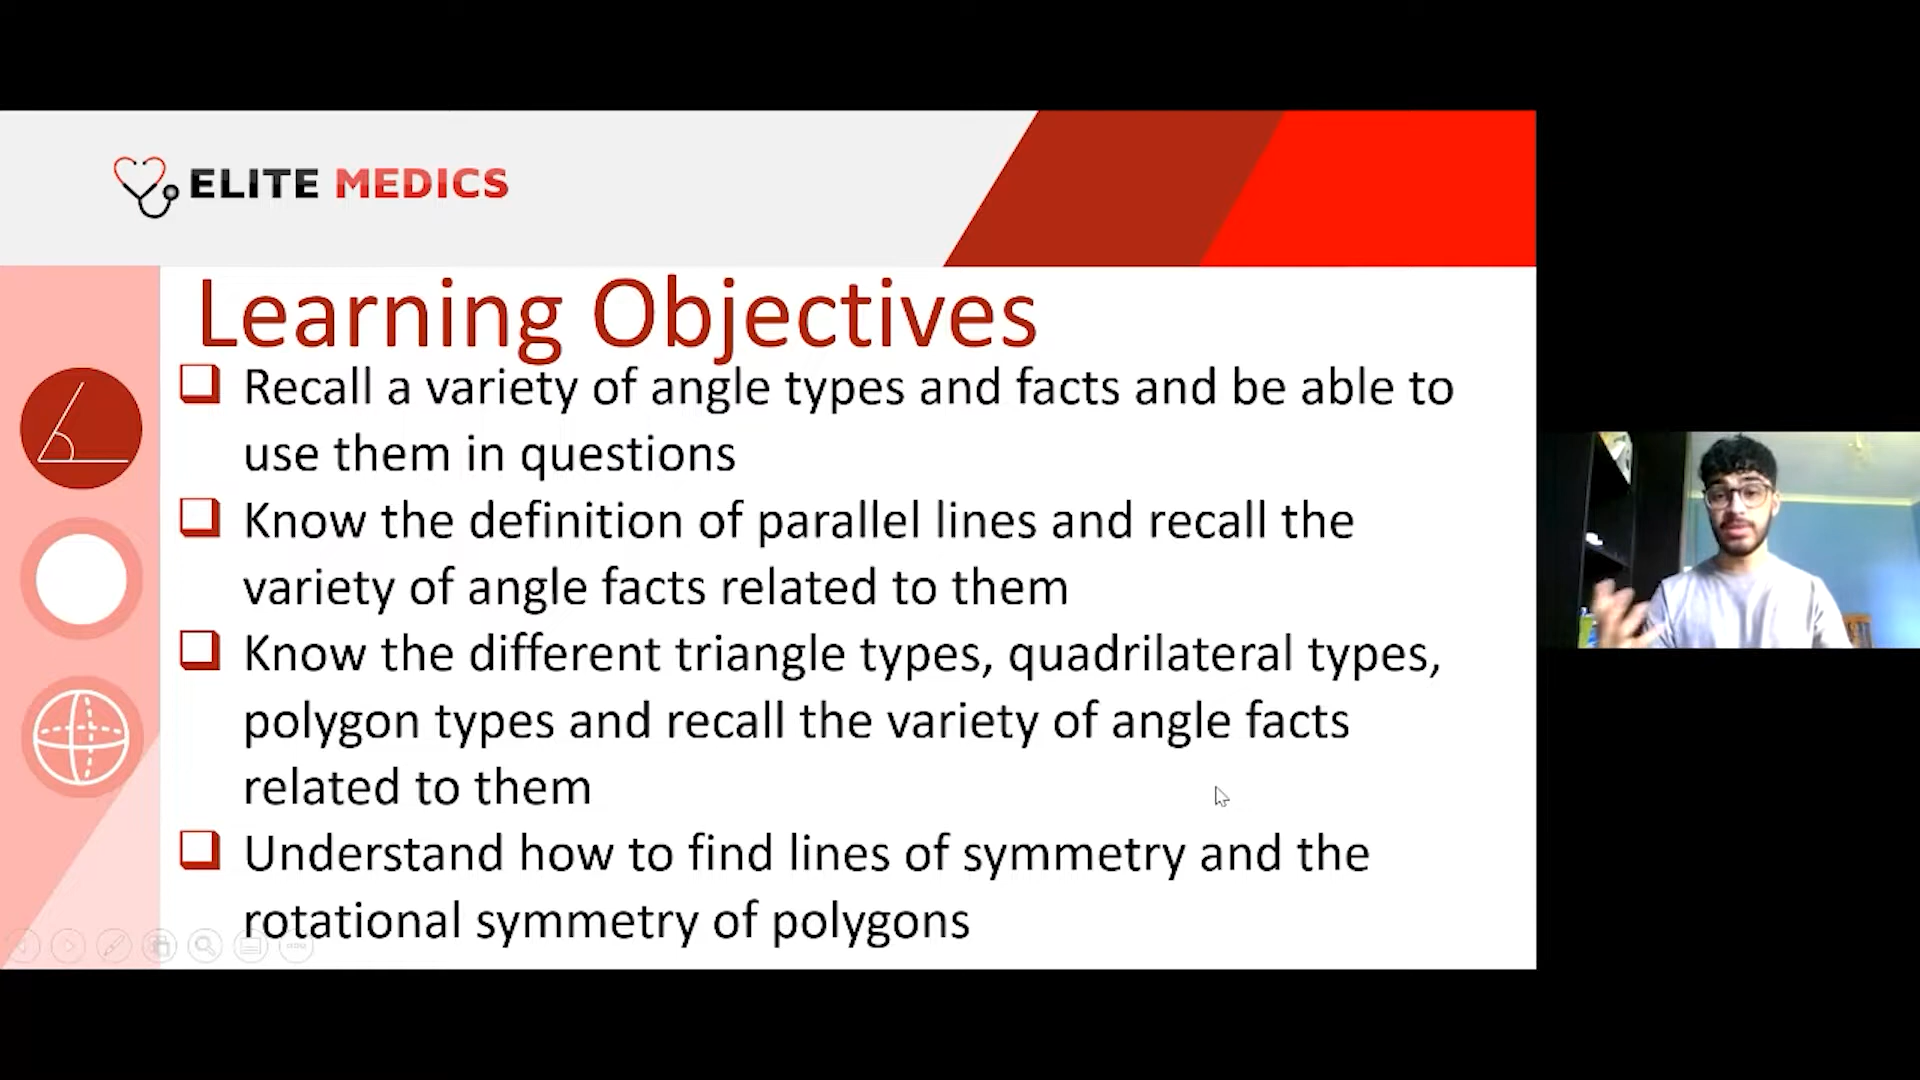 ELITE MEDICS
Learning Objectives
Recall a variety of angle types and facts and be able to
use them in questions
Know the definition of parallel lines and recall the
variety of angle facts related to them
Know the different triangle types, quadrilateral types,
polygon types and recall the variety of angle facts
related to them
Understand how to find lines of symmetry and the
rotational symmetry of polygons